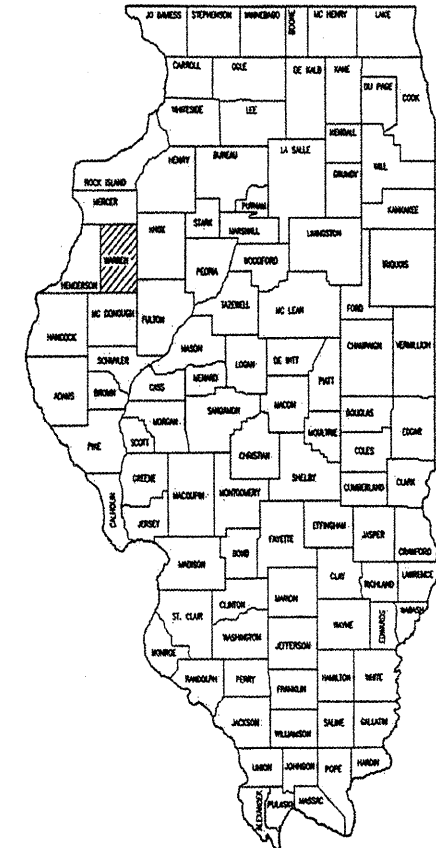 JO DAVIESS STEPHENSON WINNEBAGO BOONE MC HENRY LAKE
CARROLL OGLE DE KALB KANE
DU PAGE COOK
WHITESIDE LEE
KENDALL
HENRY BUREAU LA SALLE GRUNDY WILL
ROCK ISLAND
MERCER PUTNAM KANKAKEE
STARK MARSHALL LIVINGSTON
HENDERSON WARREN KNOX PEORIA WOODFORD IROQUOIS
TAZEWELL MC LEAN FORD
HANCOCK MC DONOUGH FULTON
MASON LOGAN DE WITT CHAMPAIGN VERMILLION
SCHUYLER
ADAMS BROWN CASS MENARD PIATT
MACON DOUGLAS
PIKE SCOTT MORGAN SANGAMON MOULTRIE EDGAR
CHRISTIAN COLES
CALHOUN GREENE SHELBY CUMBERLAND CLARK
MACOUPIN MONTGOMERY
JERSEY FAYETTE EFFINGHAM JASPER CRAWFORD
MADISON BOND
CLAY RICHLAND LAWRENCE
ST. CLAIR CLINTON MARION WABASH
WAYNE EDWARDS
MONROE WASHINGTON JEFFERSON
RANDOLPH PERRY HAMILTON WHITE
FRANKLIN
JACKSON WILLIAMSON SALINE GALLATIN
UNION JOHNSON POPE HARDIN
ALEXANDER PULASKI MASSAC